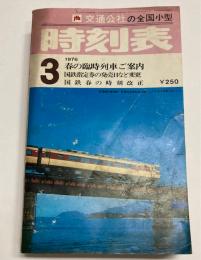 交通公社の全国小型
時刻表
3
1976
春の臨時列車ご案内
国鉄指定券の発売日など変更
国鉄春の時刻改正
¥250